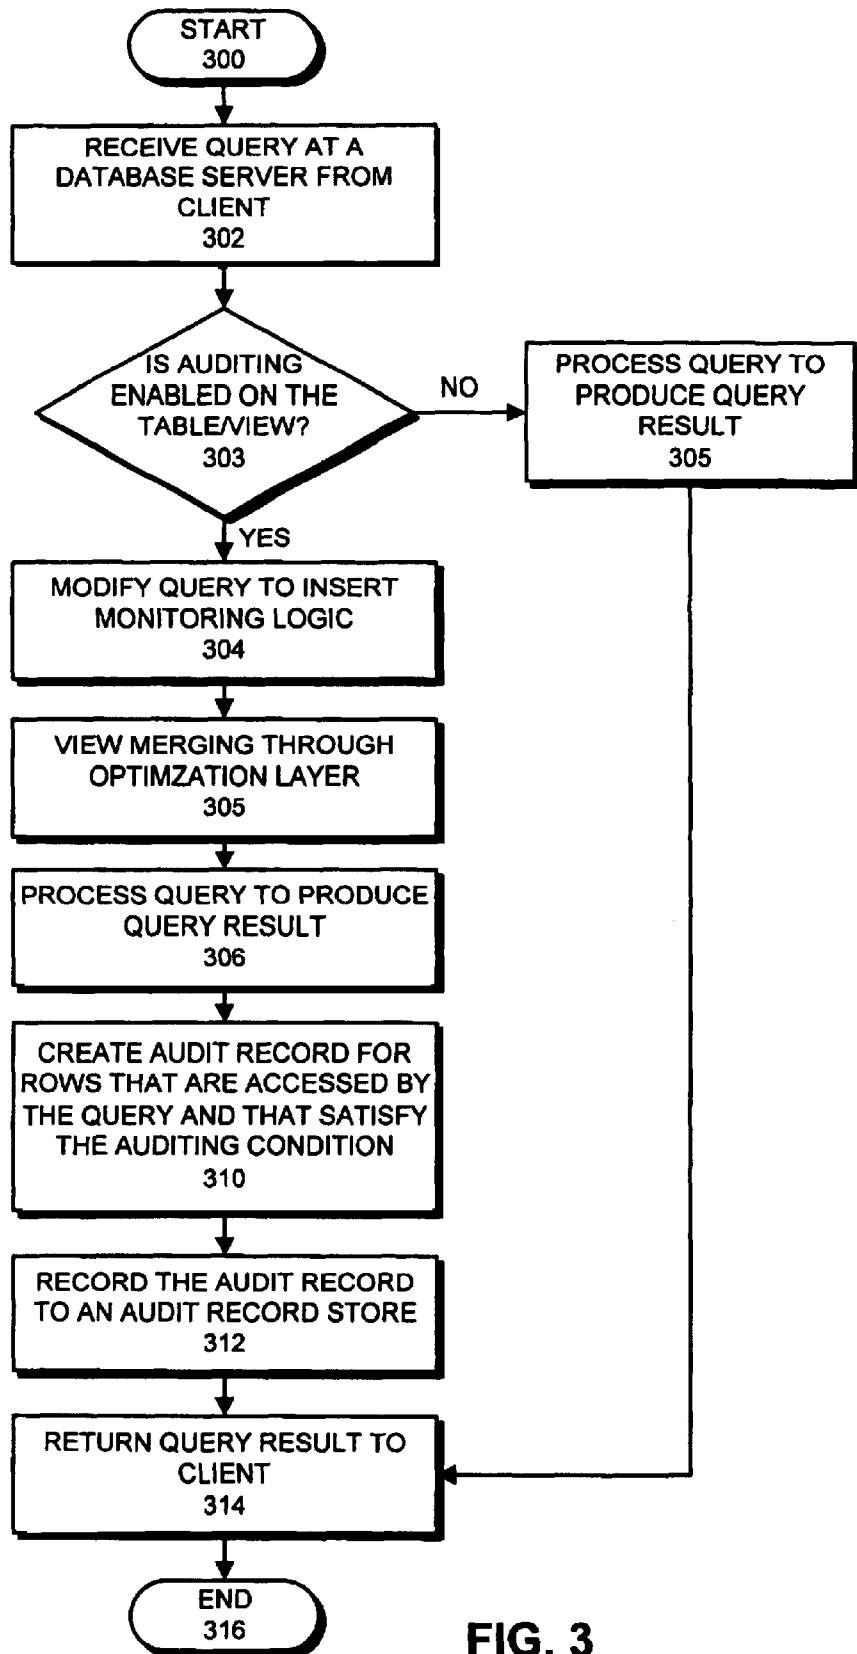 START
300
RECEIVE QUERY AT A
DATABASE SERVER FROM
CLIENT
302
IS AUDITING
ENABLED ON THE
TABLE/VIEW?
303
NO
PROCESS QUERY TO
PRODUCE QUERY
RESULT
305
YES
MODIFY QUERY TO INSERT
MONITORING LOGIC
304
VIEW MERGING THROUGH
OPTIMZATION LAYER
305
PROCESS QUERY TO PRODUCE
QUERY RESULT
306
CREATE AUDIT RECORD FOR
ROWS THAT ARE ACCESSED BY
THE QUERY AND THAT SATISFY
THE AUDITING CONDITION
310
RECORD THE AUDIT RECORD
TO AN AUDIT RECORD STORE
312
RETURN QUERY RESULT TO
CLIENT
314
END
316
FIG. 3